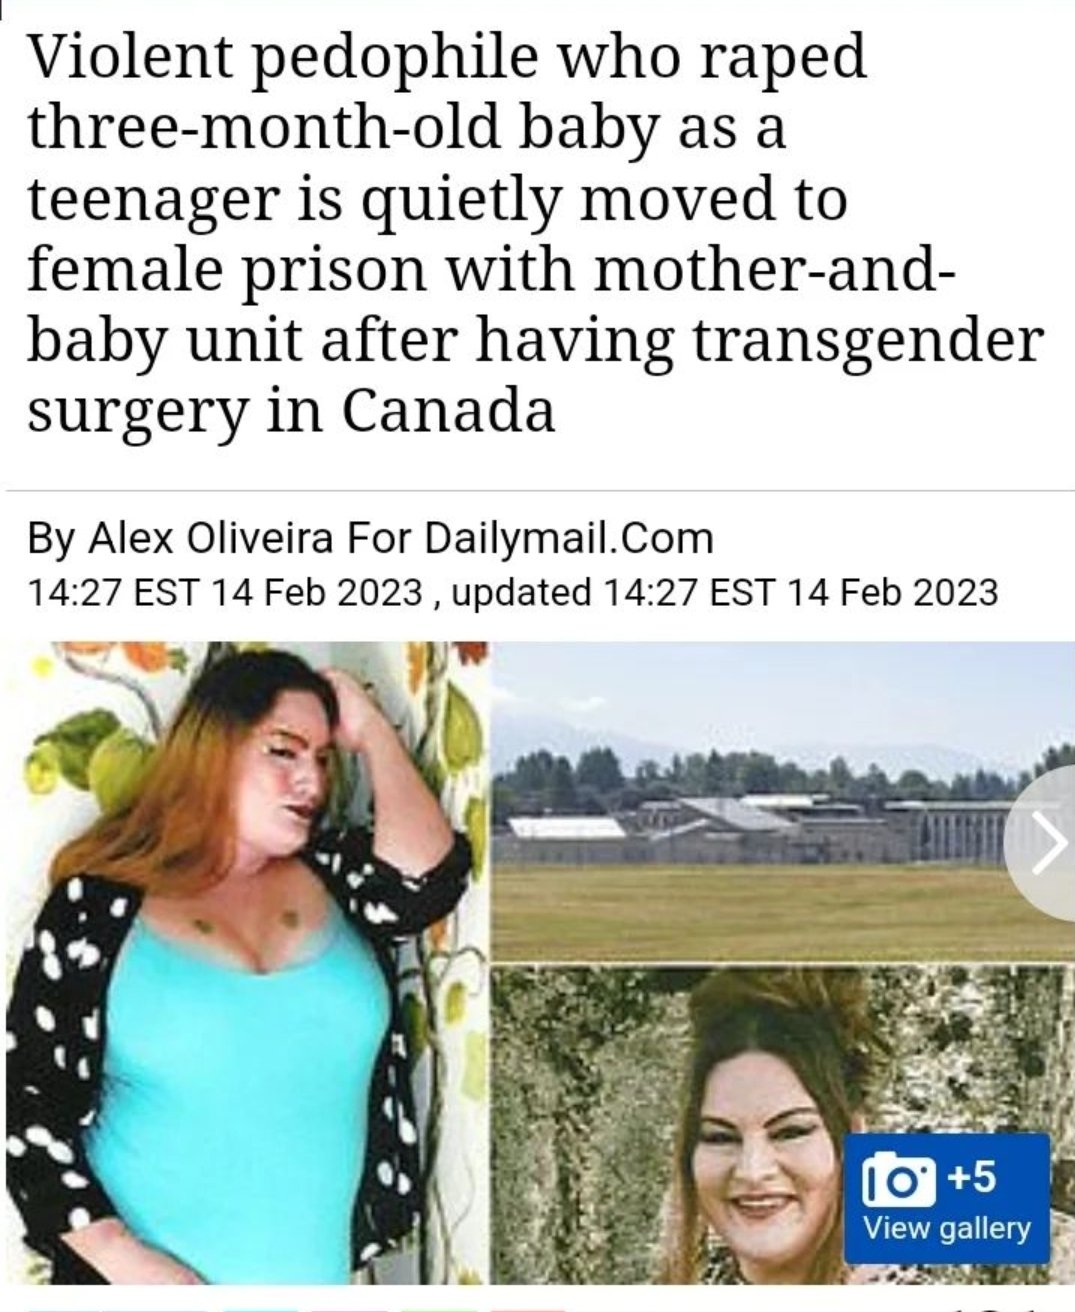 Violent pedophile who raped
three-month-old baby as a
teenager is quietly moved to
female prison with mother-and-
baby unit after having transgender
surgery in Canada
By Alex Oliveira For Dailymail.Com
14:27 EST 14 Feb 2023 , updated 14:27 EST 14 Feb 2023
+5
View gallery